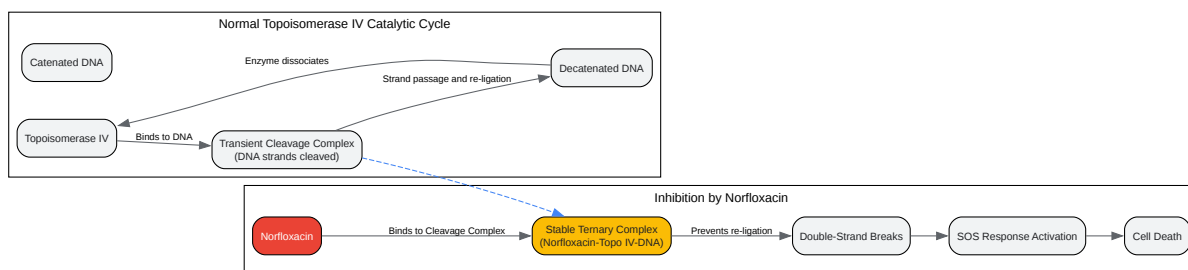 Normal Topoisomerase IV Catalytic Cycle
Catenated DNA
Enzyme dissociates
Decatenated DNA
Strand passage and re-ligation
Topoisomerase IV
Binds to DNA
Transient Cleavage Complex
(DNA strands cleaved)
Inhibition by Norfloxacin
Norfloxacin
Binds to Cleavage Complex
Stable Ternary Complex
(Norfloxacin-Topo IV-DNA)
Prevents re-ligation
Double-Strand Breaks
SOS Response Activation
Cell Death